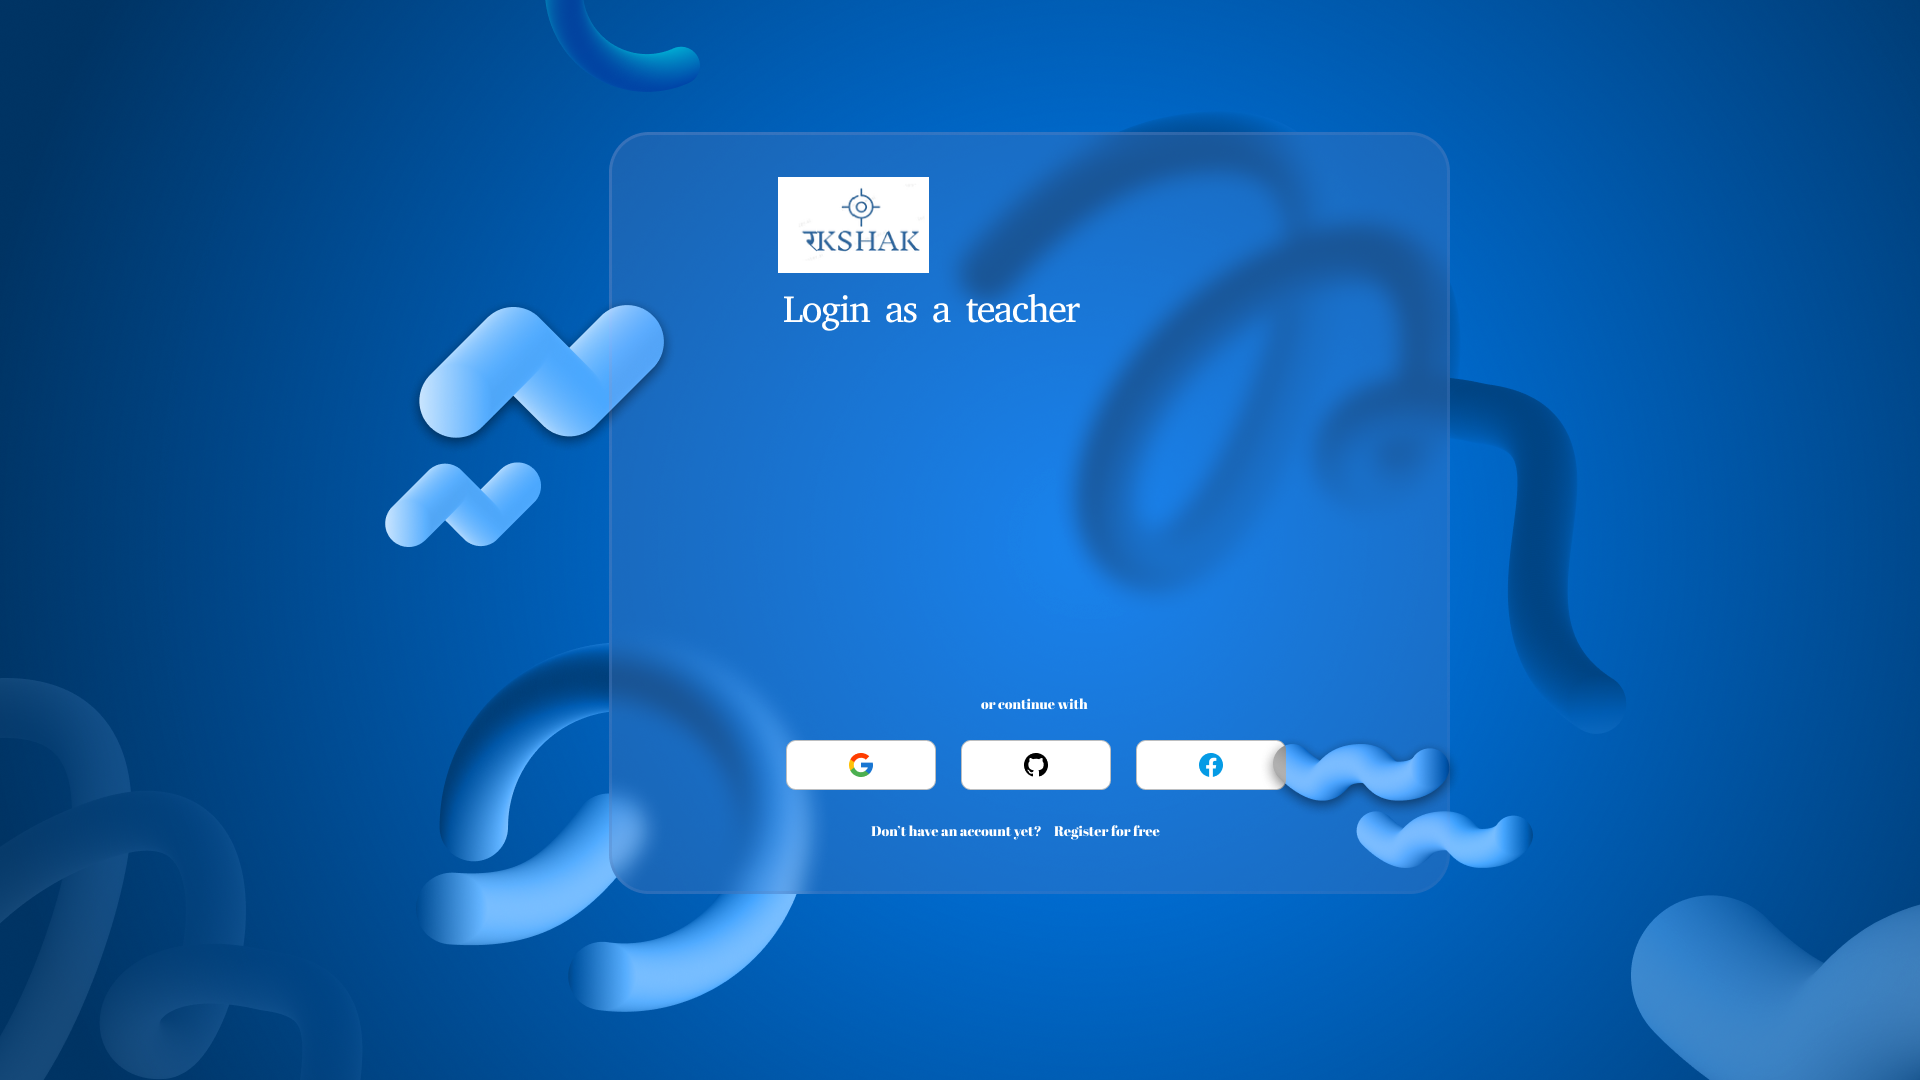 रKSHAK
Login as a teacher
or continue with
Don't have an account yet? Register for free